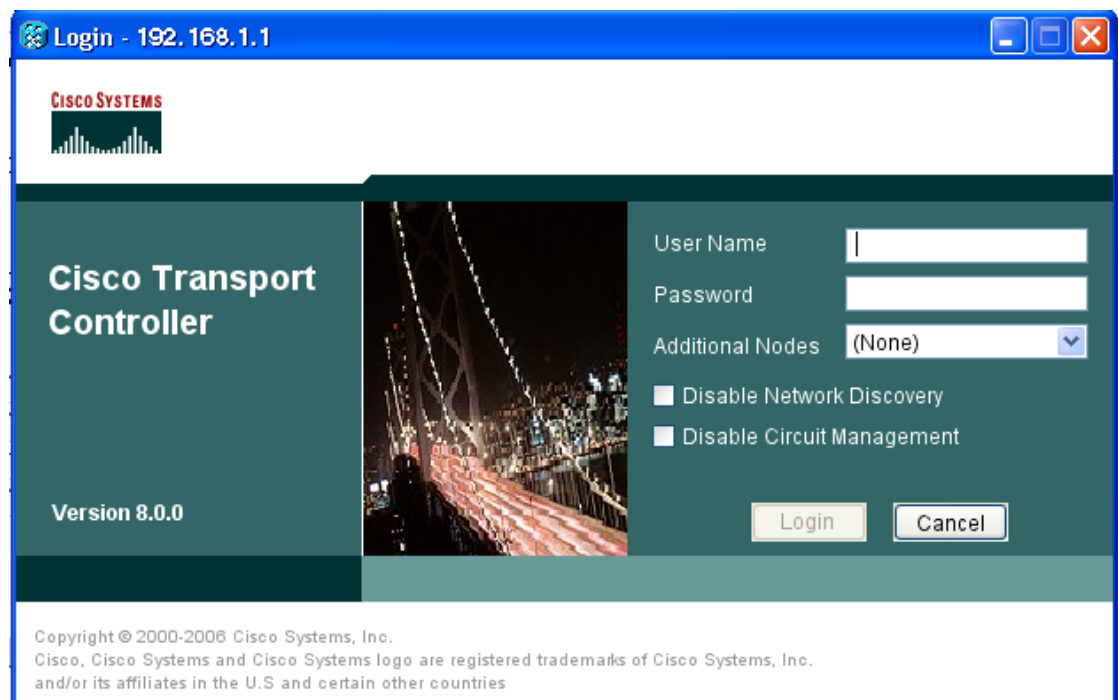 Login - 192.168.1.1
CISCO SYSTEMS
Cisco Transport
Controller
Version 8.0.0
User Name
Password
Additional Nodes (None)
Disable Network Discovery
Disable Circuit Management
Login Cancel
Copyright © 2000-2006 Cisco Systems, Inc.
Cisco, Cisco Systems and Cisco Systems logo are registered trademarks of Cisco Systems, Inc.
and/or its affiliates in the U.S and certain other countries